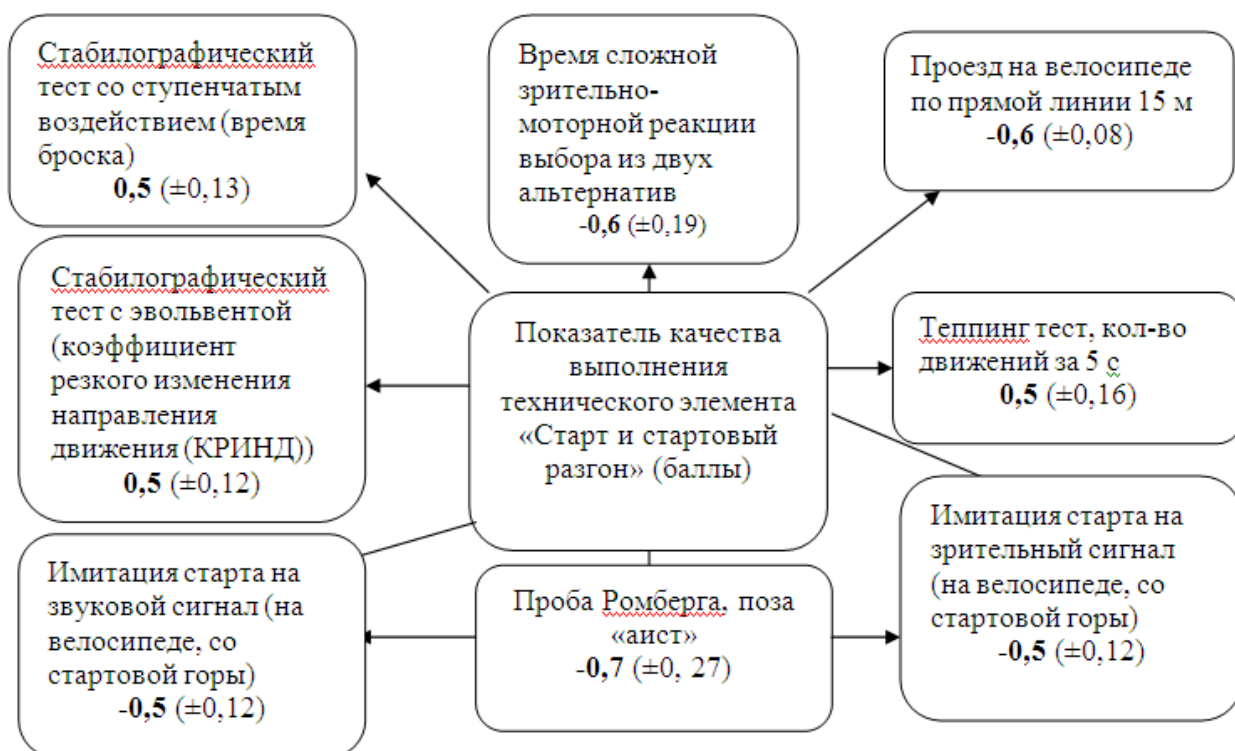 Стабилографический
тест со ступенчатым
воздействием (время
броска)
0,5 (±0,13)
Время сложной
зрительно-
моторной реакции
выбора из двух
альтернатив
-0,6 (±0,19)
Проезд на велосипеде
по прямой линии 15 м
-0,6 (±0,08)
Стабилографический
тест с эвольвентой
(коэффициент
резкого изменения
направления
движения (КРИНД))
0,5 (±0,12)
Показатель качества
выполнения
технического элемента
«Старт и стартовый
разгон» (баллы)
Теппинг тест, кол-во
движений за 5 с
0,5 (±0,16)
Имитация старта на
звуковой сигнал (на
велосипеде, со
стартовой горы)
-0,5 (±0,12)
Проба Ромберга, поза
«аист»
-0,7 (±0, 27)
Имитация старта на
зрительный сигнал
(на велосипеде, со
стартовой горы)
-0,5 (±0,12)